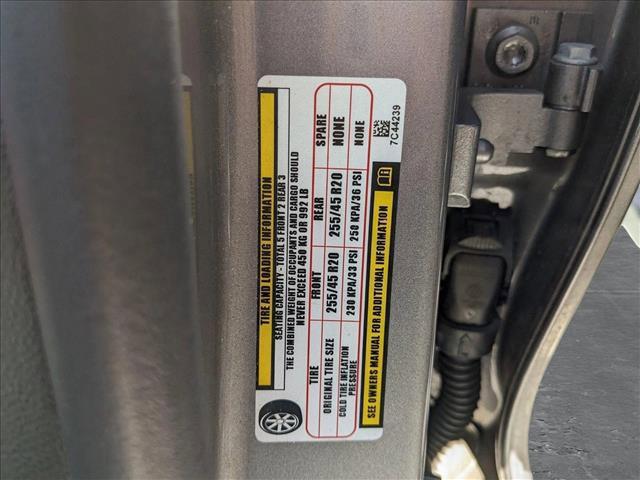 TIRE AND LOADING INFORMATION
SEATING CAPACITY - TOTAL 5 FRONT 2 REAR 3
THE COMBINED WEIGHT OF OCCUPANTS AND CARGO SHOULD
NEVER EXCEED 450 KG OR 992 LB
TIRE FRONT REAR SPARE
ORIGINAL TIRE SIZE 255/45 R20 255/45 R20 NONE
COLD TIRE INFLATION PRESSURE 230 KPA/33 PSI 250 KPA/36 PSI NONE
SEE OWNERS MANUAL FOR ADDITIONAL INFORMATION
7C44239